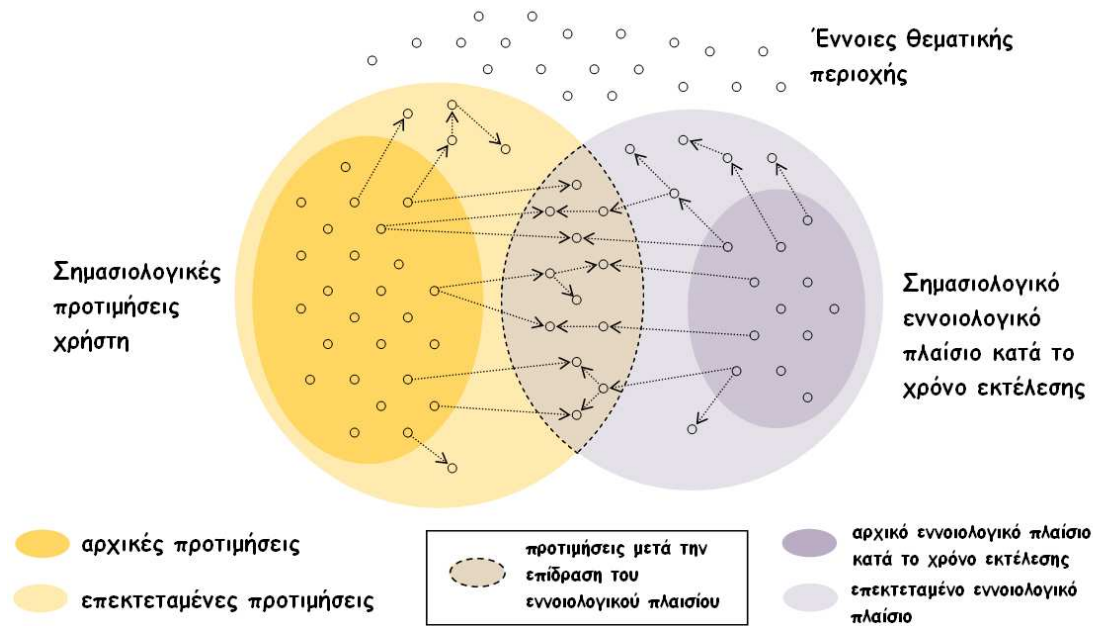 Έννοιες θεματικής
περιοχής
Σημασιολογικές
προτιμήσεις
χρήστη
Σημασιολογικό
εννοιολογικό
πλαίσιο κατά το
χρόνο εκτέλεσης
αρχικές προτιμήσεις
επεκτεταμένες προτιμήσεις
προτιμήσεις μετά την
επίδραση του
εννοιολογικού πλαισίου
αρχικό εννοιολογικό πλαίσιο
κατά το χρόνο εκτέλεσης
επεκτεταμένο εννοιολογικό
πλαίσιο